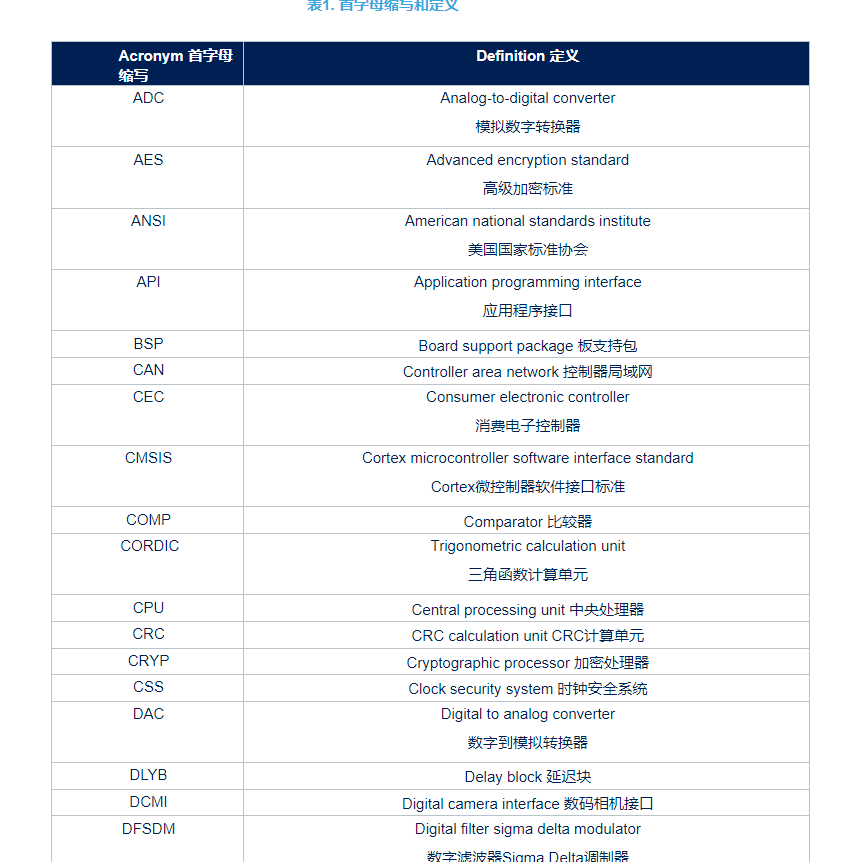 表1. 首字母缩写和定义
Acronym 首字母
缩写
Definition 定义
ADC
Analog-to-digital converter
模拟数字转换器
AES
Advanced encryption standard
高级加密标准
ANSI
American national standards institute
美国国家标准协会
API
Application programming interface
应用程序接口
BSP
Board support package 板支持包
CAN
Controller area network 控制器局域网
CEC
Consumer electronic controller
消费电子控制器
CMSIS
Cortex microcontroller software interface standard
Cortex微控制器软件接口标准
COMP
Comparator 比较器
CORDIC
Trigonometric calculation unit
三角函数计算单元
CPU
Central processing unit 中央处理器
CRC
CRC calculation unit CRC计算单元
CRYP
Cryptographic processor 加密处理器
CSS
Clock security system 时钟安全系统
DAC
Digital to analog converter
数字到模拟转换器
DLYB
Delay block 延迟块
DCMI
Digital camera interface 数码相机接口
DFSDM
Digital filter sigma delta modulator
数字滤波器Sigma Delta调制器